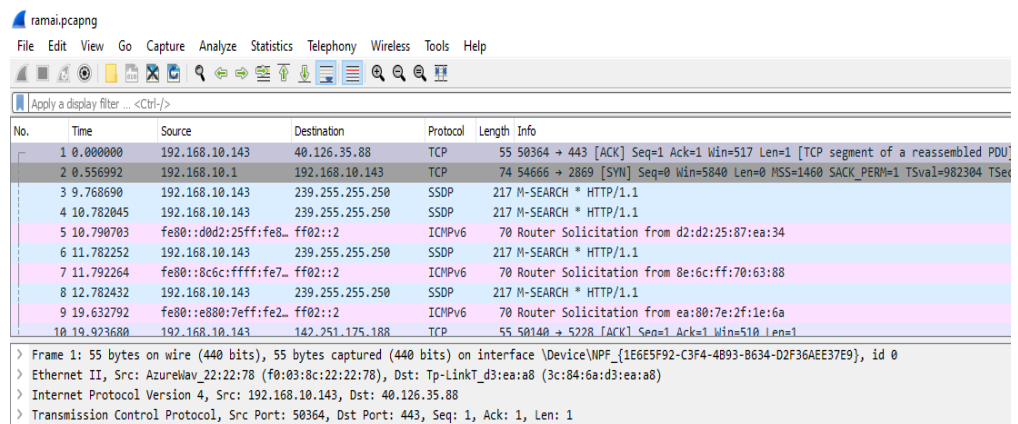 ramai.pcapng
File Edit View Go Capture Analyze Statistics Telephony Wireless Tools Help
Apply a display filter ... <Ctrl-/>
No. Time Source Destination Protocol Length Info
1 0.000000 192.168.10.143 40.126.35.88 TCP 55 50364 → 443 [ACK] Seq=1 Ack=1 Win=517 Len=1 [TCP segment of a reassembled PDU]
2 0.556992 192.168.10.1 192.168.10.143 TCP 74 54666 → 2869 [SYN] Seq=0 Win=5840 Len=0 MSS=1460 SACK_PERM=1 TSval=982304 TSec
3 9.768690 192.168.10.143 239.255.255.250 SSDP 217 M-SEARCH * HTTP/1.1
4 10.782045 192.168.10.143 239.255.255.250 SSDP 217 M-SEARCH * HTTP/1.1
5 10.790703 fe80::d0d2:25ff:fe8… ff02::2 ICMPv6 70 Router Solicitation from d2:d2:25:87:ea:34
6 11.782252 192.168.10.143 239.255.255.250 SSDP 217 M-SEARCH * HTTP/1.1
7 11.792264 fe80::8c6c:ffff:fe7… ff02::2 ICMPv6 70 Router Solicitation from 8e:6c:ff:70:63:88
8 12.782432 192.168.10.143 239.255.255.250 SSDP 217 M-SEARCH * HTTP/1.1
9 19.632792 fe80::e880:7eff:fe2… ff02::2 ICMPv6 70 Router Solicitation from ea:80:7e:2f:1e:6a
10 19.923680 192.168.10.143 142.251.175.188 TCP 55 50140 → 5228 [ACK] Seq=1 Ack=1 Win=510 Len=1
> Frame 1: 55 bytes on wire (440 bits), 55 bytes captured (440 bits) on interface \Device\NPF_{1E6E5F92-C3F4-4B93-B634-D2F36AEE37E9}, id 0
> Ethernet II, Src: AzureWav_22:22:78 (f0:03:8c:22:22:78), Dst: Tp-LinkT_d3:ea:a8 (3c:84:6a:d3:ea:a8)
> Internet Protocol Version 4, Src: 192.168.10.143, Dst: 40.126.35.88
> Transmission Control Protocol, Src Port: 50364, Dst Port: 443, Seq: 1, Ack: 1, Len: 1